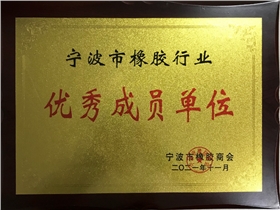 宁波市橡胶行业
优秀成员单位
宁波市橡胶商会
二〇二一年十一月